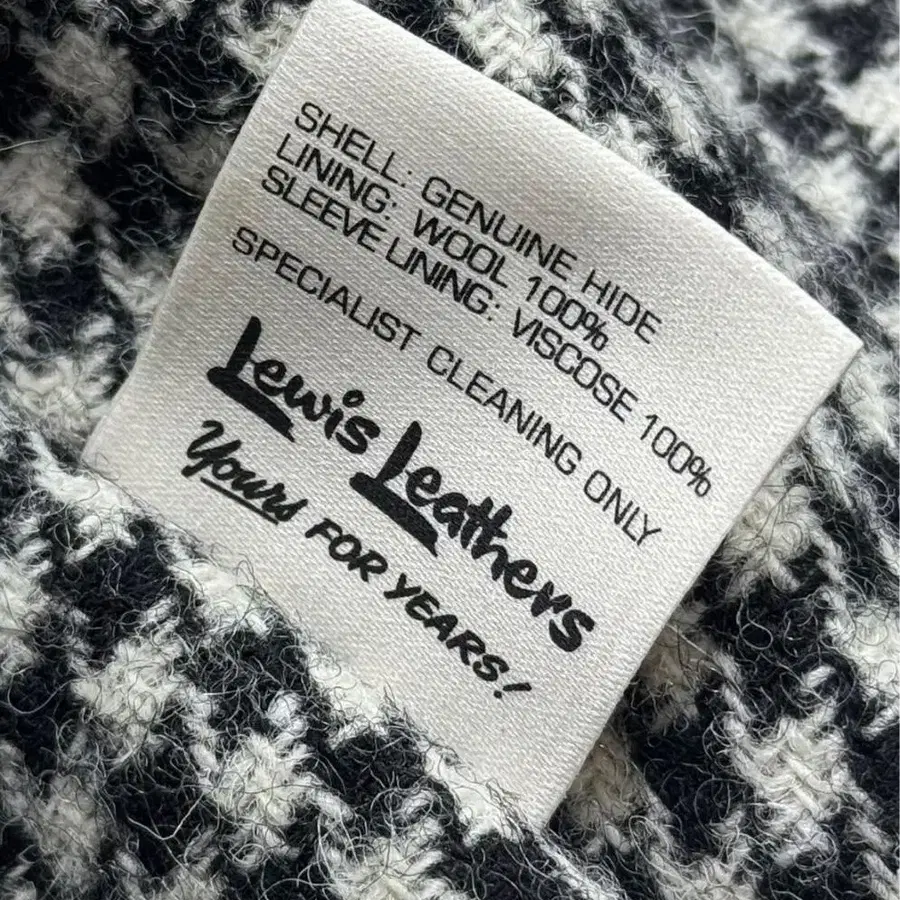 SHELL: GENUINE HIDE
LINING: WOOL 100%
SLEEVE LINING: VISCOSE 100%
SPECIALIST CLEANING ONLY
Lewis Leathers
Yours FOR YEARS!